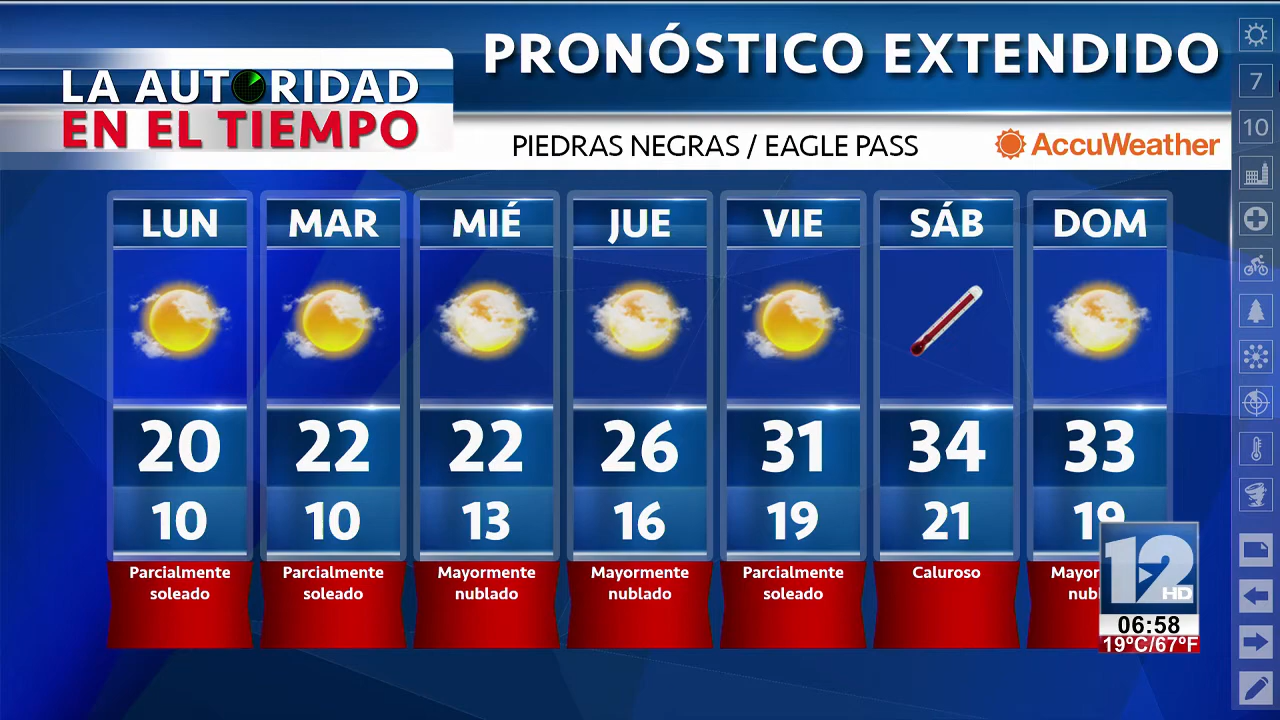 PRONÓSTICO EXTENDIDO
LA AUTORIDAD
EN EL TIEMPO
PIEDRAS NEGRAS / EAGLE PASS
AccuWeather
7
10
LUN MAR MIÉ JUE VIE SÁB DOM
20 22 22 26 31 34 33
10 10 13 16 19 21 19
Parcialmente soleado
Parcialmente soleado
Mayormente nublado
Mayormente nublado
Parcialmente soleado
Caluroso
12
HD
06:58
19°C/67°F